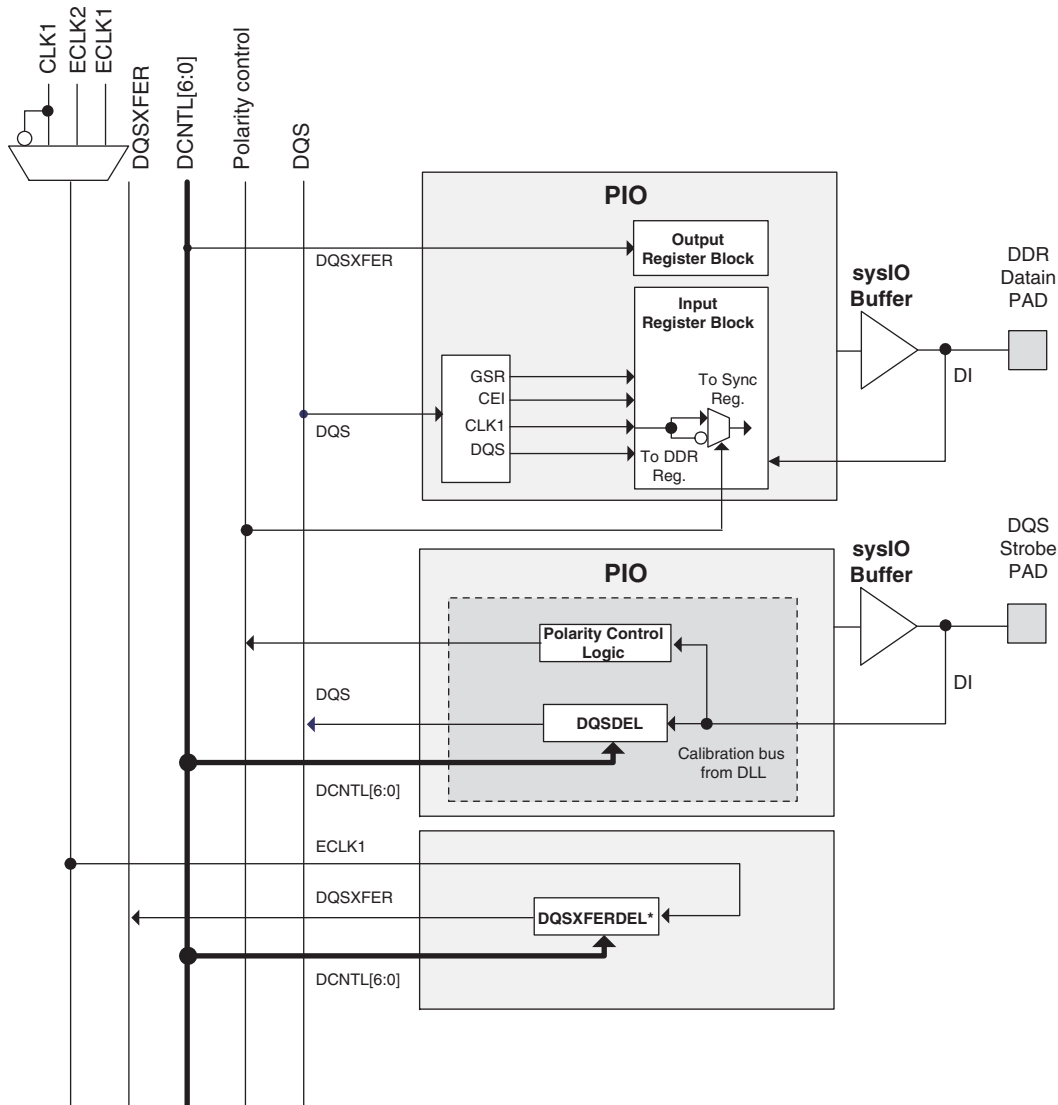 CLK1
ECLK2
ECLK1
DQSXFER
DCNTL[6:0]
Polarity control
DQS
PIO
DQSXFER
Output
Register Block
Input
Register Block
GSR
CEI
CLK1
DQS
To Sync
Reg.
To DDR
Reg.
DQS
sysIO
Buffer
DDR
Datain
PAD
DI
PIO
Polarity Control
Logic
DQS
DQSDEL
Calibration bus
from DLL
DCNTL[6:0]
sysIO
Buffer
DQS
Strobe
PAD
DI
ECLK1
DQSXFER
DQSXFERDEL*
DCNTL[6:0]